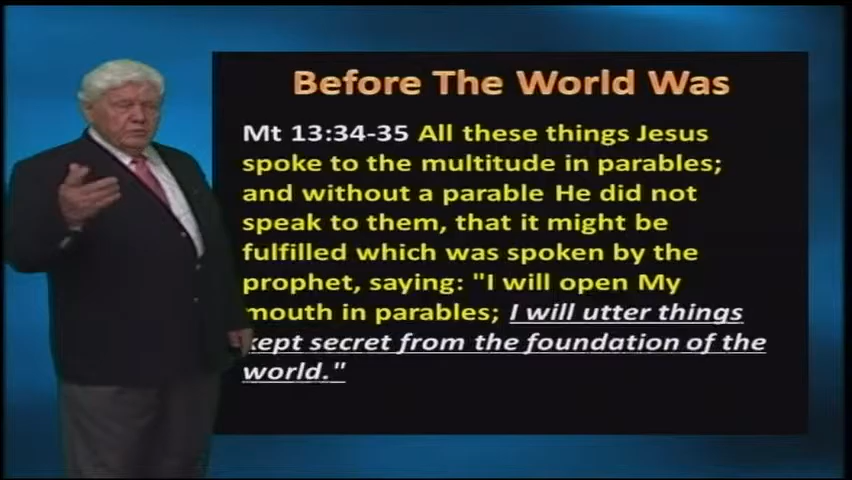 Before The World Was
Mt 13:34-35 All these things Jesus
spoke to the multitude in parables;
and without a parable He did not
speak to them, that it might be
fulfilled which was spoken by the
prophet, saying: "I will open My
mouth in parables; I will utter things
kept secret from the foundation of the
world."